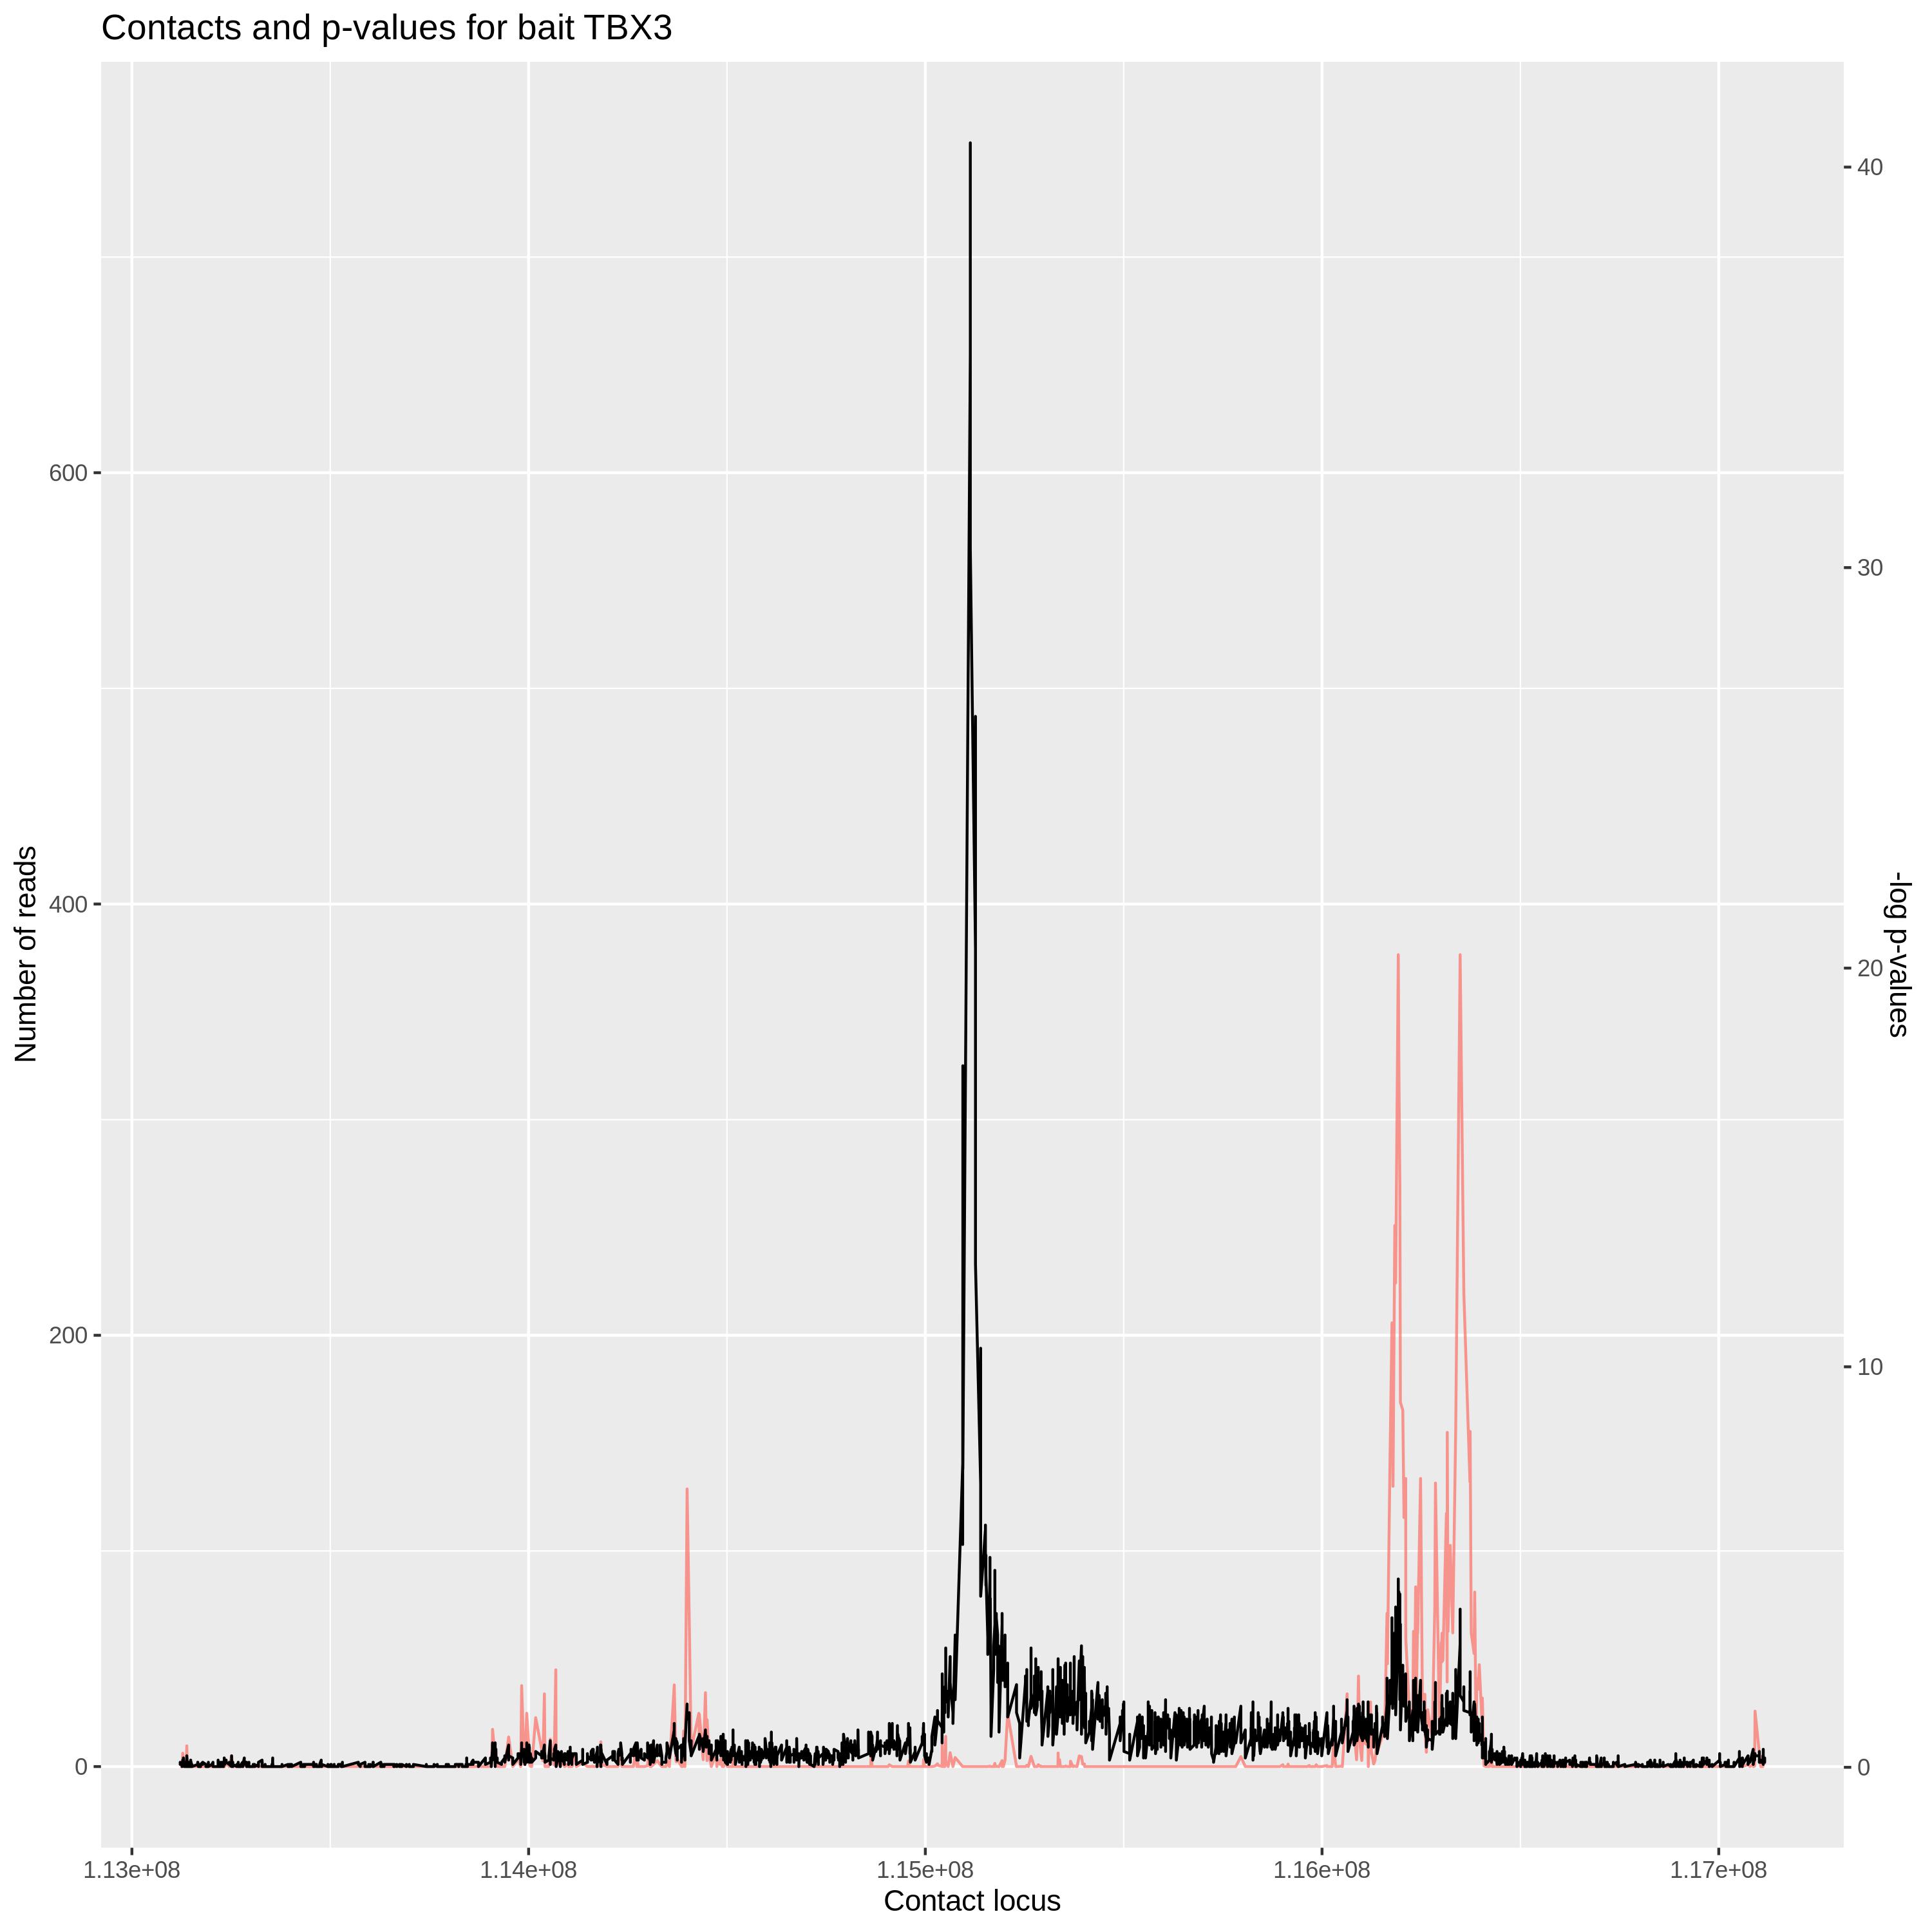 Contacts and p-values for bait TBX3
Number of reads
600
400
200
0
40
30
20
10
0
-log p-values
1.13e+08 1.14e+08 1.15e+08 1.16e+08 1.17e+08
Contact locus